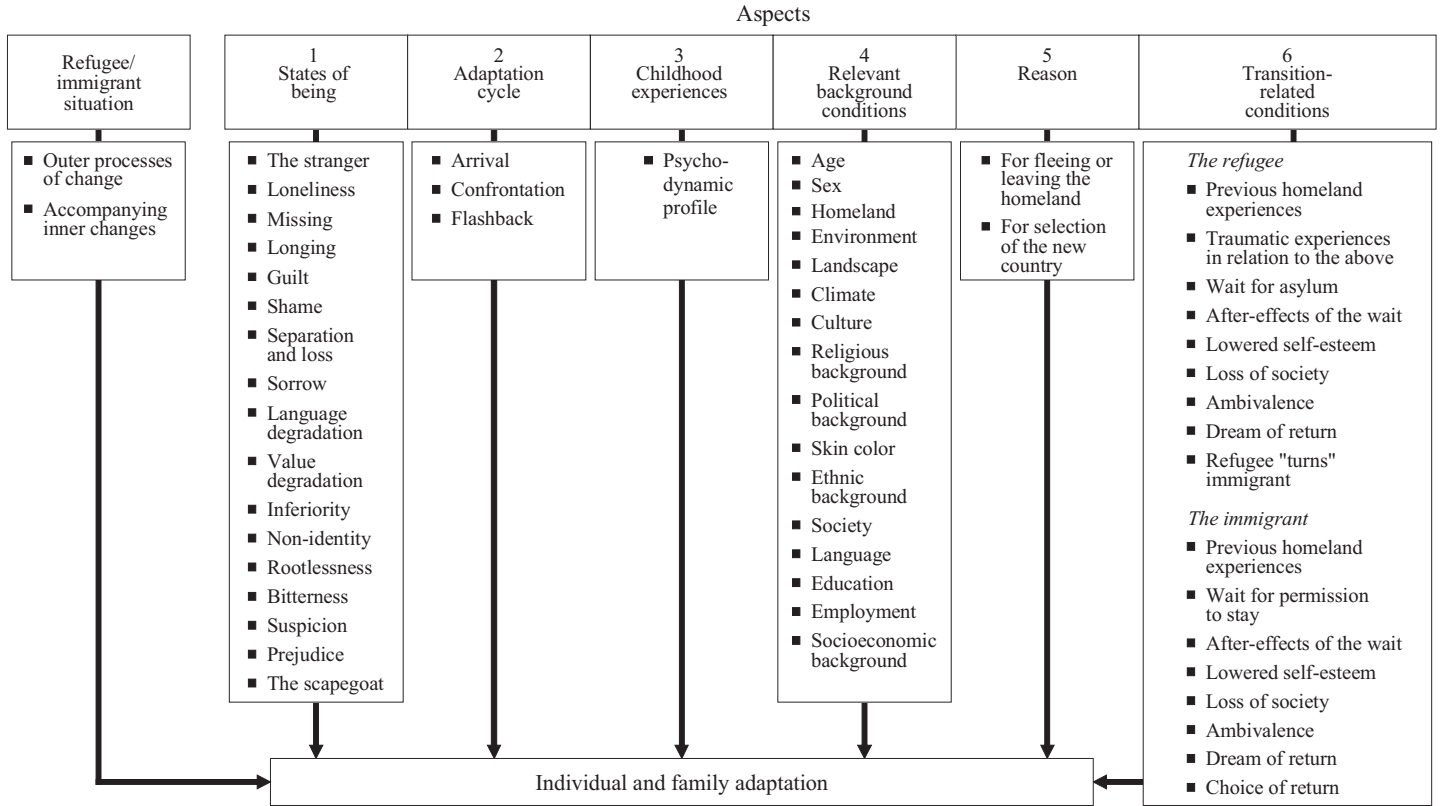 Aspects
Refugee/
immigrant
situation
1
States of
being
2
Adaptation
cycle
3
Childhood
experiences
4
Relevant
background
conditions
5
Reason
6
Transition-
related
conditions
■ Outer processes
of change
■ Accompanying
inner changes
■ The stranger
■ Loneliness
■ Missing
■ Longing
■ Guilt
■ Shame
■ Separation
and loss
■ Sorrow
■ Language
degradation
■ Value
degradation
■ Inferiority
■ Non-identity
■ Rootlessness
■ Bitterness
■ Suspicion
■ Prejudice
■ The scapegoat
■ Arrival
■ Confrontation
■ Flashback
■ Psycho-
dynamic
profile
■ Age
■ Sex
■ Homeland
■ Environment
■ Landscape
■ Climate
■ Culture
■ Religious
background
■ Political
background
■ Skin color
■ Ethnic
background
■ Society
■ Language
■ Education
■ Employment
■ Socioeconomic
background
■ For fleeing or
leaving the
homeland
■ For selection
of the new
country
The refugee
■ Previous homeland
experiences
■ Traumatic experiences
in relation to the above
■ Wait for asylum
■ After-effects of the wait
■ Lowered self-esteem
■ Loss of society
■ Ambivalence
■ Dream of return
■ Refugee "turns"
immigrant
The immigrant
■ Previous homeland
experiences
■ Wait for permission
to stay
■ After-effects of the wait
■ Lowered self-esteem
■ Loss of society
■ Ambivalence
■ Dream of return
■ Choice of return
Individual and family adaptation